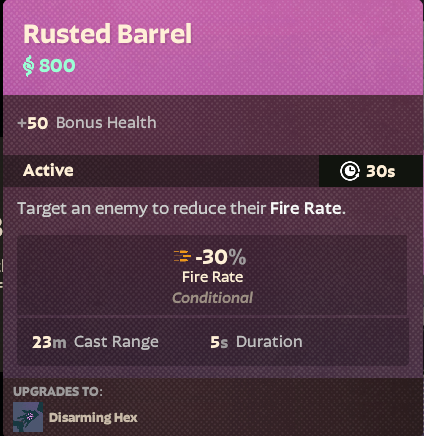 Rusted Barrel
800
+50 Bonus Health
Active 30s
Target an enemy to reduce their Fire Rate.
-30%
Fire Rate
Conditional
23m Cast Range 5s Duration
UPGRADES TO:
Disarming Hex